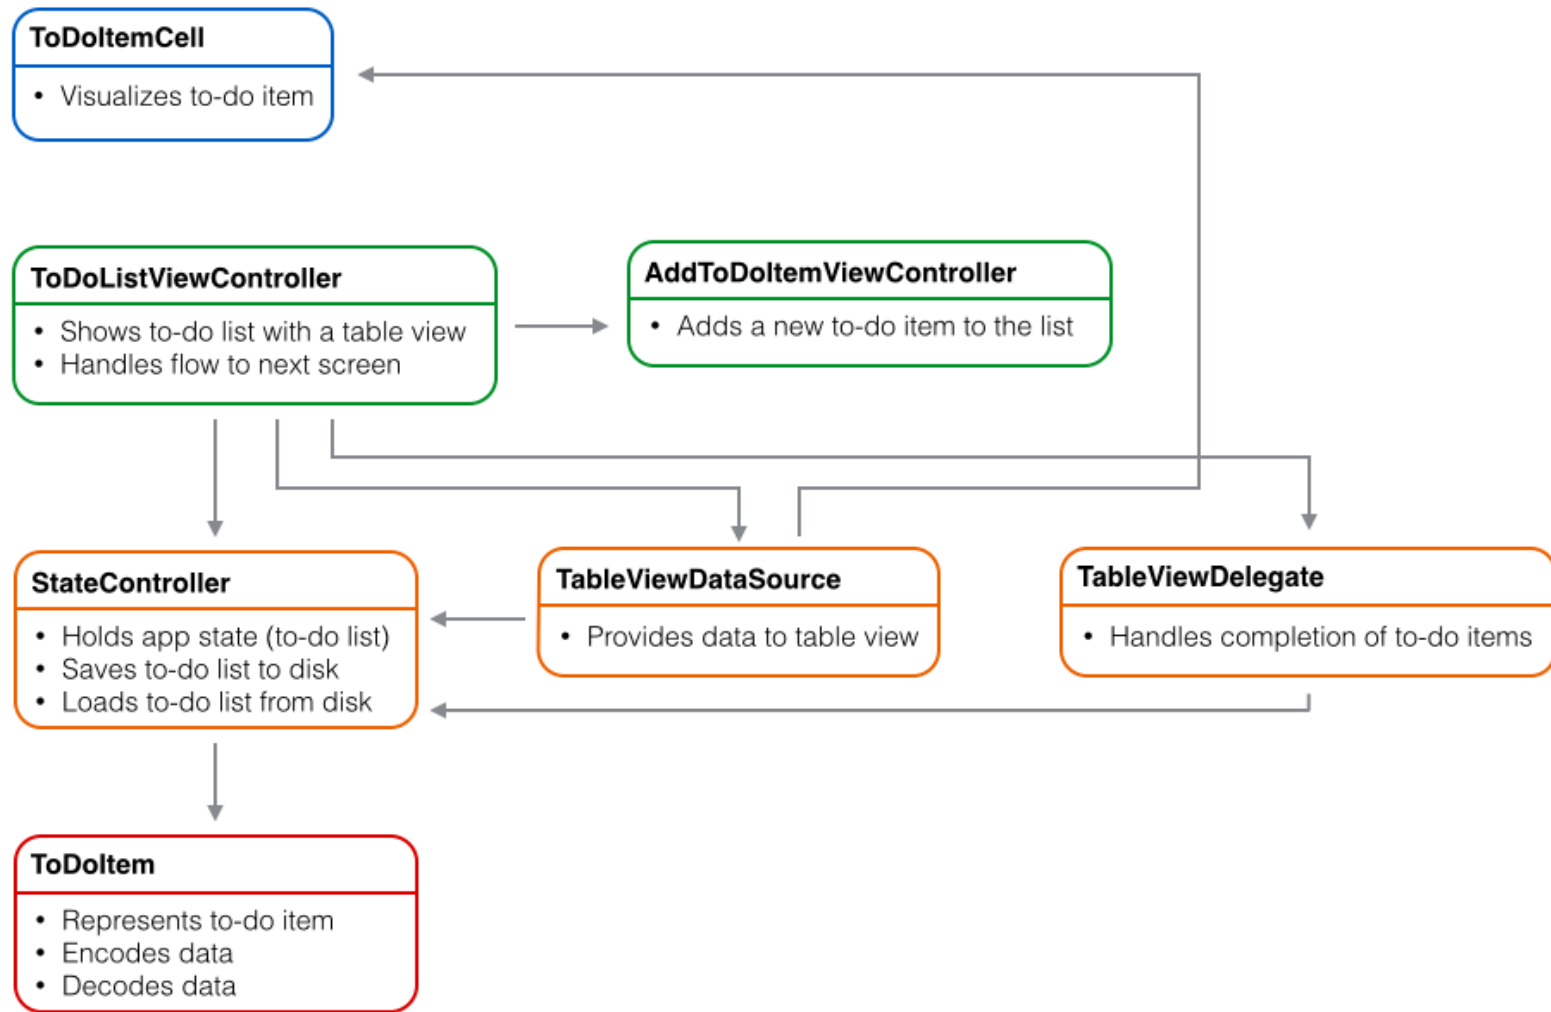 ToDoItemCell
• Visualizes to-do item
ToDoListViewController
• Shows to-do list with a table view
• Handles flow to next screen
AddToDoItemViewController
• Adds a new to-do item to the list
StateController
• Holds app state (to-do list)
• Saves to-do list to disk
• Loads to-do list from disk
TableViewDataSource
• Provides data to table view
TableViewDelegate
• Handles completion of to-do items
ToDoItem
• Represents to-do item
• Encodes data
• Decodes data